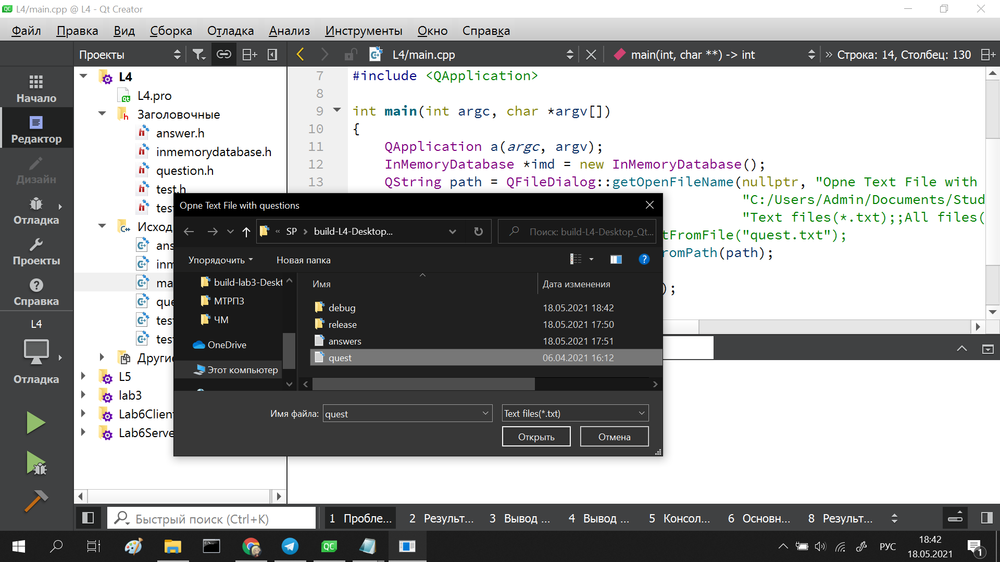 L4/main.cpp @ L4 - Qt Creator
Файл Правка Вид Сборка Отладка Анализ Инструменты Окно Справка
Проекты
L4/main.cpp
main(int, char **) -> int
» Строка: 14, Столбец: 130
Начало
Редактор
Дизайн
Отладка
Проекты
Справка
L4
Отладка
L4
L4.pro
Заголовочные
answer.h
inmemorydatabase.h
question.h
test.h
tes
Исход
ans
inm
ma
que
tes
tes
Другие
L5
lab3
Lab6Clien
Lab6Serve
7 #include <QApplication>
8
9 int main(int argc, char *argv[])
10 {
11 QApplication a(argc, argv);
12 InMemoryDatabase *imd = new InMemoryDatabase();
13 QString path = QFileDialog::getOpenFileName(nullptr, "Opne Text File with
"C:/Users/Admin/Documents/Stud
"Text files(*.txt);;All files(
tFromFile("quest.txt");
romPath(path);
);
Opne Text File with questions
« SP › build-L4-Desktop...
Поиск: build-L4-Desktop_Qt...
Упорядочить Новая папка
build-lab3-Deskt
МТРПЗ
ЧМ
OneDrive
Этот компьютер
Имя Дата изменения
debug 18.05.2021 18:42
release 18.05.2021 17:50
answers 18.05.2021 17:51
quest 06.04.2021 16:12
Имя файла: quest Text files(*.txt)
Открыть Отмена
Быстрый поиск (Ctrl+K)
1 Пробле... 2 Результ... 3 Вывод ... 4 Вывод ... 5 Консол... 6 Основн... 8 Результ...
QC
РУС
18:42
18.05.2021
1